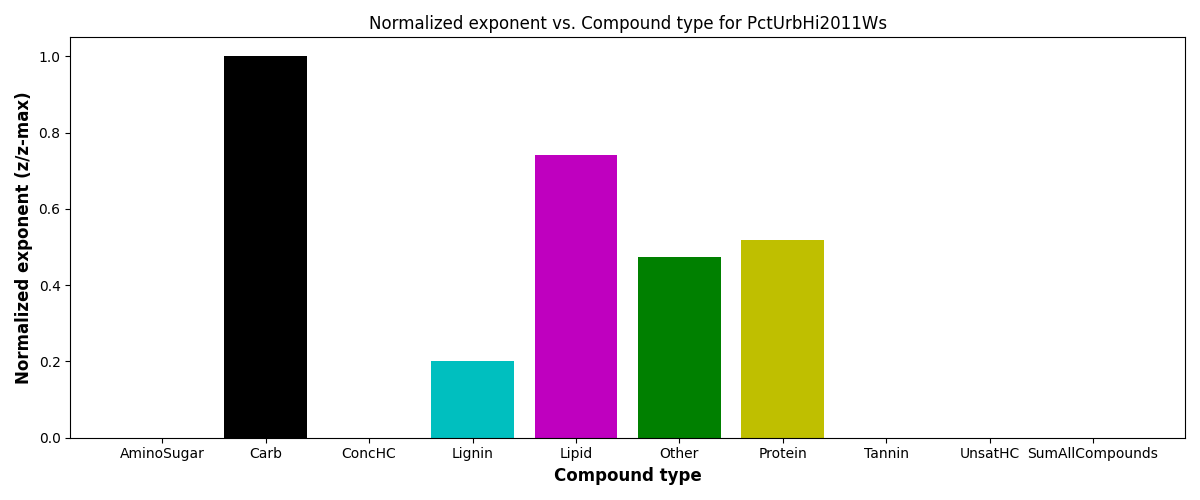 Normalized exponent vs. Compound type for PctUrbHi2011Ws
Normalized exponent (z/z-max)
1.0
0.8
0.6
0.4
0.2
0.0
AminoSugar Carb ConcHC Lignin Lipid Other Protein Tannin UnsatHC SumAllCompounds
Compound type